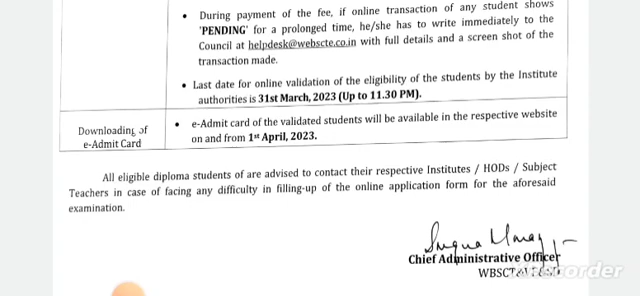 • During payment of the fee, if online transaction of any student shows
'PENDING' for a prolonged time, he/she has to write immediately to the
Council at helpdesk@webscte.co.in with full details and a screen shot of the
transaction made.
• Last date for online validation of the eligibility of the students by the Institute
authorities is 31st March, 2023 (Up to 11.30 PM).
Downloading of
e-Admit Card
• e-Admit card of the validated students will be available in the respective website
on and from 1st April, 2023.
All eligible diploma students of are advised to contact their respective Institutes / HODs / Subject
Teachers in case of facing any difficulty in filling-up of the online application form for the aforesaid
examination.
Chief Administrative Officer